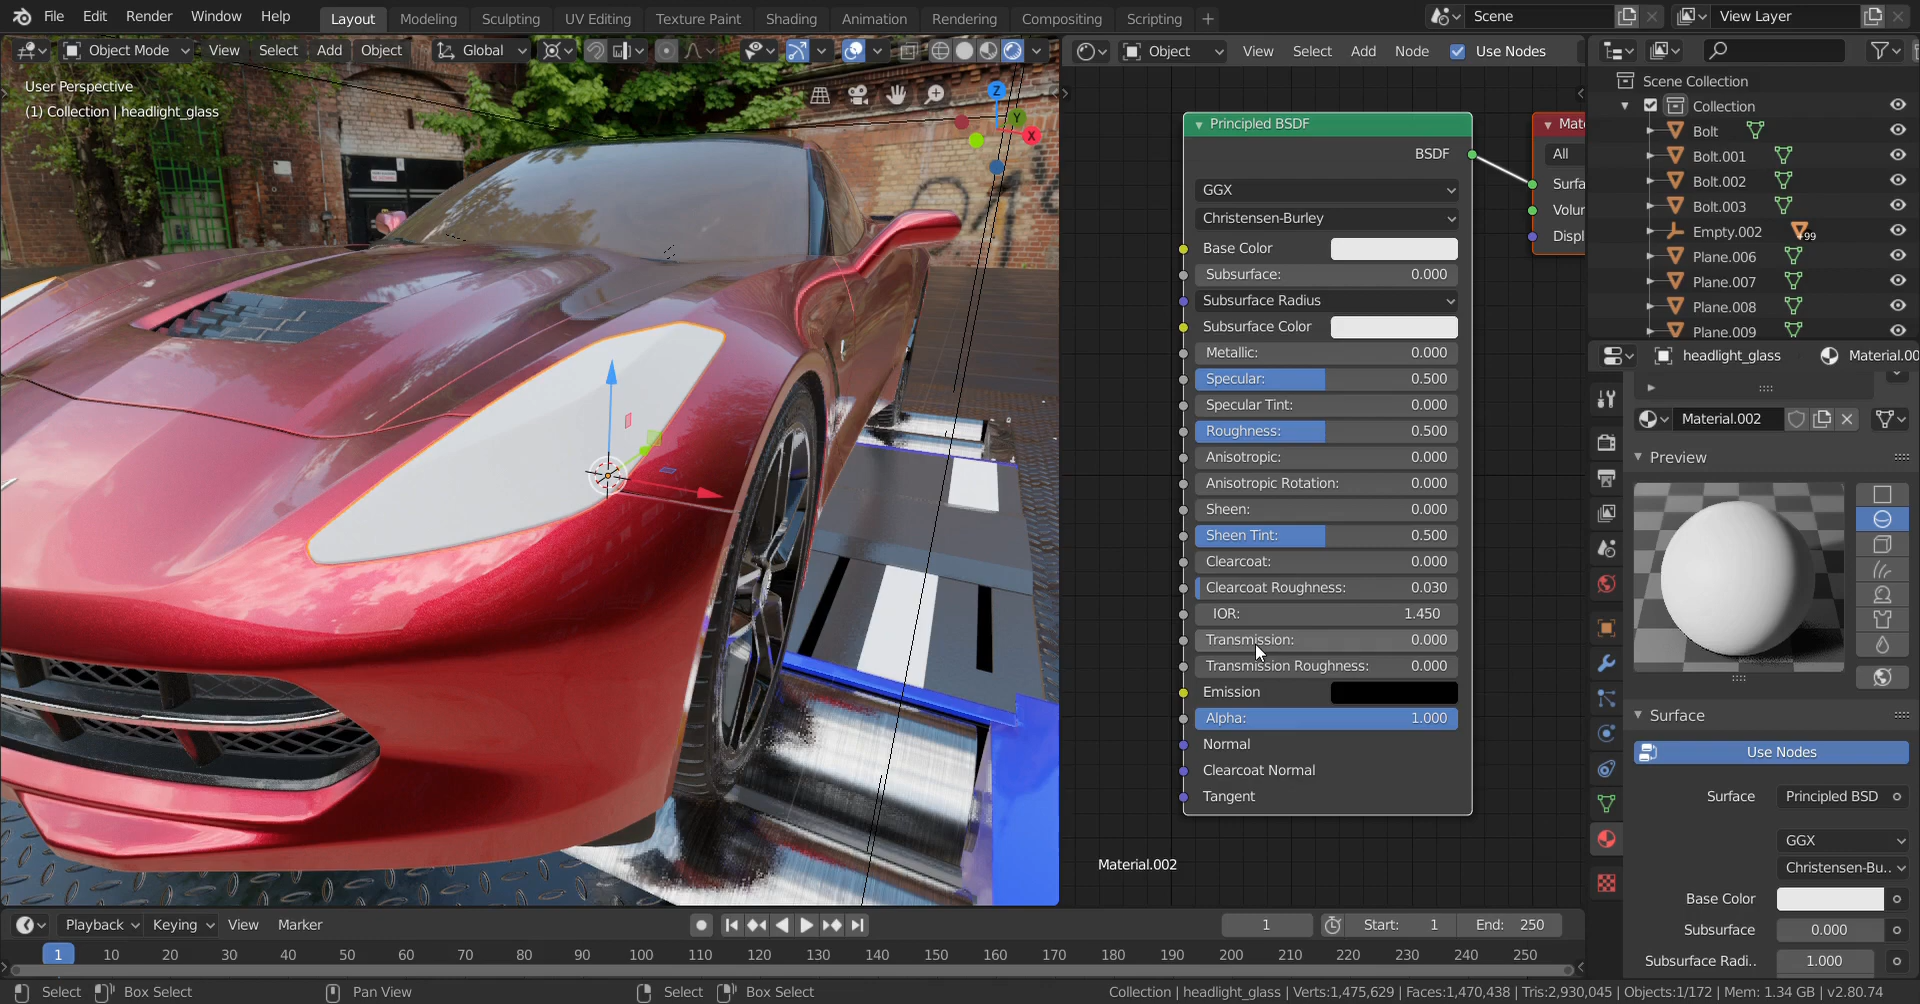 File Edit Render Window Help Layout Modeling Sculpting UV Editing Texture Paint Shading Animation Rendering Compositing Scripting + Scene View Layer
Object Mode View Select Add Object Global
Object View Select Add Node Use Nodes
User Perspective
(1) Collection | headlight_glass
Z
Y
X
Principled BSDF
BSDF
GGX
Christensen-Burley
Base Color
Subsurface: 0.000
Subsurface Radius
Subsurface Color
Metallic: 0.000
Specular: 0.500
Specular Tint: 0.000
Roughness: 0.500
Anisotropic: 0.000
Anisotropic Rotation: 0.000
Sheen: 0.000
Sheen Tint: 0.500
Clearcoat: 0.000
Clearcoat Roughness: 0.030
IOR: 1.450
Transmission: 0.000
Transmission Roughness: 0.000
Emission
Alpha: 1.000
Normal
Clearcoat Normal
Tangent
Material.002
Mate
All
Surfa
Volur
Displ
Scene Collection
Collection
Bolt
Bolt.001
Bolt.002
Bolt.003
Empty.002 +99
Plane.006
Plane.007
Plane.008
Plane.009
headlight_glass Material.00
Material.002
Preview
Surface
Use Nodes
Surface Principled BSD
GGX
Christensen-Bu..
Base Color
Subsurface 0.000
Subsurface Radi.. 1.000
Playback Keying View Marker 1 Start: 1 End: 250
1 10 20 30 40 50 60 70 80 90 100 110 120 130 140 150 160 170 180 190 200 210 220 230 240 250
Select Box Select Pan View Select Box Select Collection | headlight_glass | Verts:1,475,629 | Faces:1,470,438 | Tris:2,930,045 | Objects:1/172 | Mem: 1.34 GB | v2.80.74